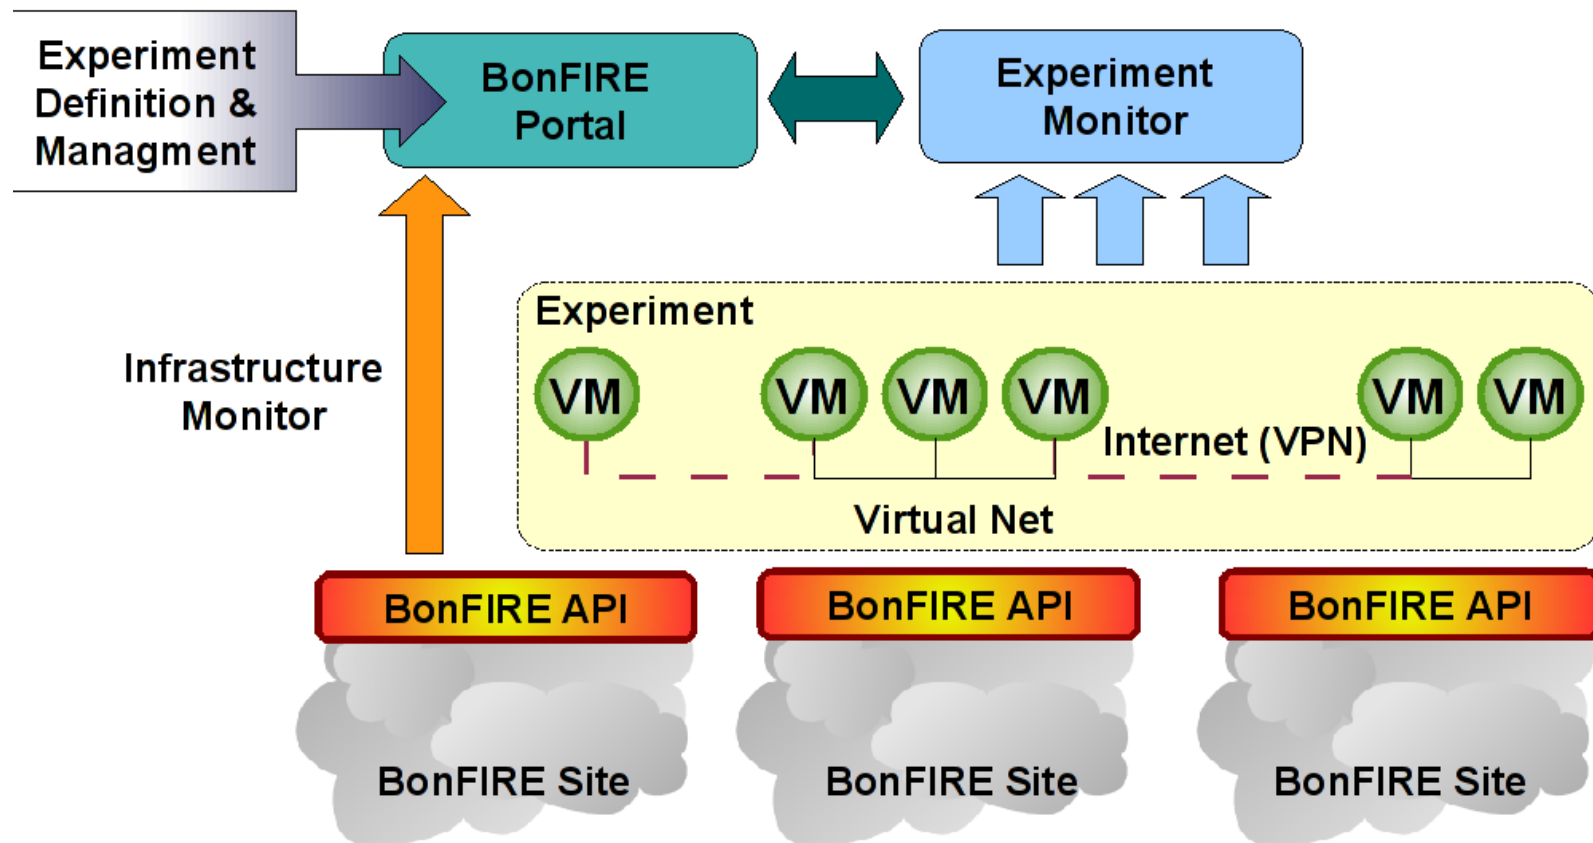 Experiment
Definition &
Managment
BonFIRE
Portal
Experiment
Monitor
Infrastructure
Monitor
Experiment
VM VM VM VM VM VM
Internet (VPN)
Virtual Net
BonFIRE API BonFIRE API BonFIRE API
BonFIRE Site BonFIRE Site BonFIRE Site